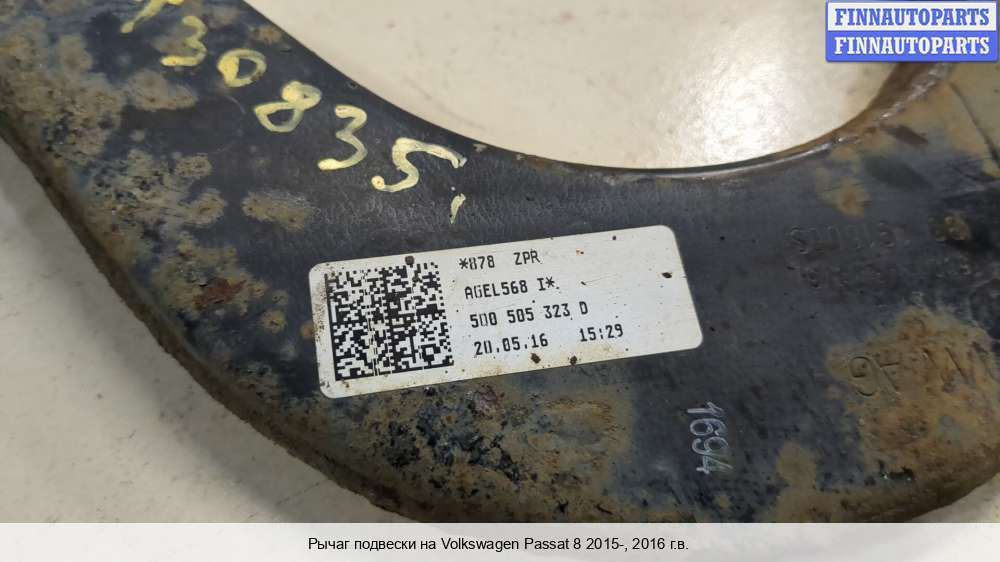 FINNAUTOPARTS
FINNAUTOPARTS
30835
*878 ZPR
AGEL568 I*
5Q0 505 323 D
20.05.16 15:29
1694
Рычаг подвески на Volkswagen Passat 8 2015-, 2016 г.в.